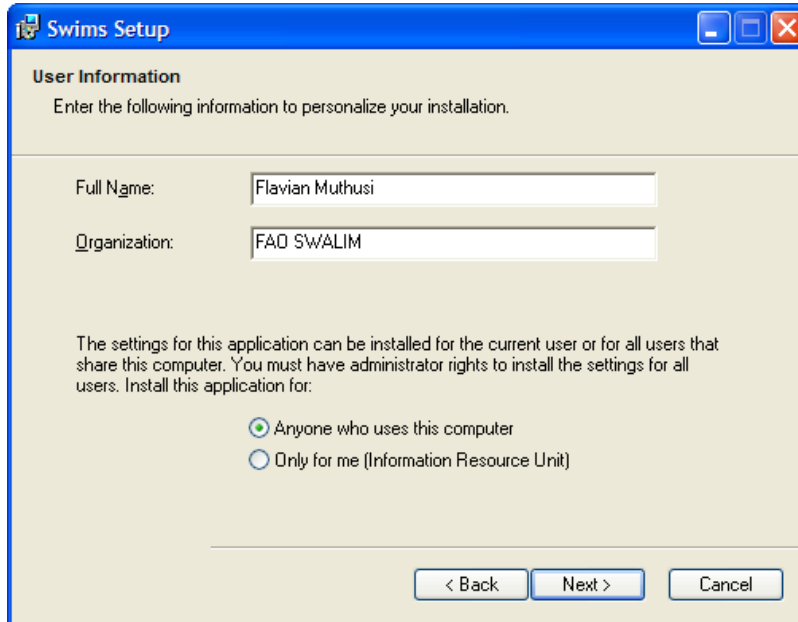 Swims Setup
User Information
Enter the following information to personalize your installation.
Full Name: Flavian Muthusi
Organization: FAO SWALIM
The settings for this application can be installed for the current user or for all users that
share this computer. You must have administrator rights to install the settings for all
users. Install this application for:
Anyone who uses this computer
Only for me (Information Resource Unit)
< Back Next > Cancel